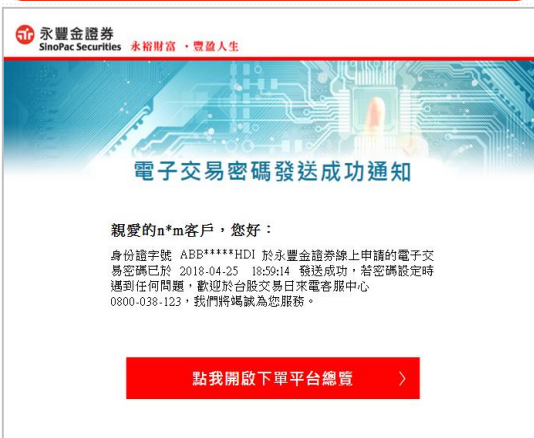 永豐金證券
SinoPac Securities 永裕財富・豐盈人生
電子交易密碼發送成功通知
親愛的n*m客戶，您好：
身份證字號 ABB*****HDI 於永豐金證券線上申請的電子交
易密碼已於 2018-04-25 18:59:14 發送成功，若密碼設定時
遇到任何問題，歡迎於台股交易日來電客服中心
0800-038-123，我們將竭誠為您服務。
點我開啟下單平台總覽